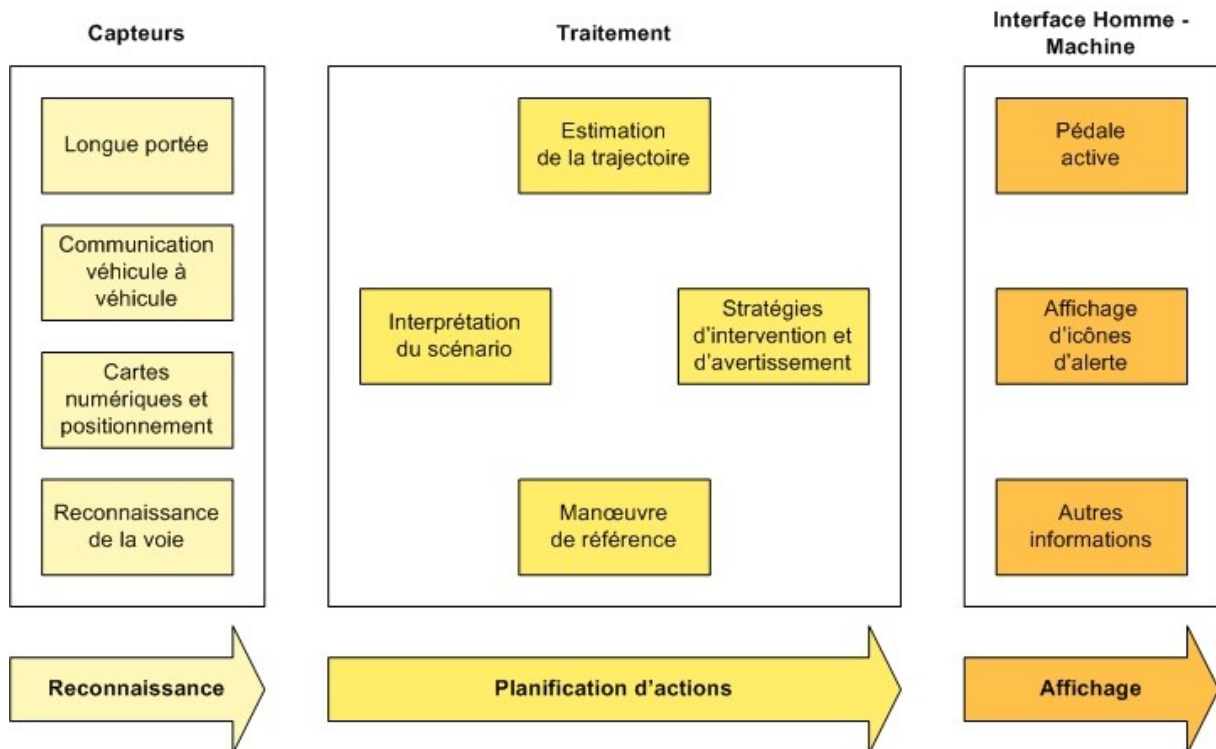 Capteurs
Longue portée
Communication
véhicule à
véhicule
Cartes
numériques et
positionnement
Reconnaissance
de la voie
Reconnaissance
Traitement
Estimation
de la trajectoire
Interprétation
du scénario
Stratégies
d'intervention et
d'avertissement
Manœuvre
de référence
Planification d'actions
Interface Homme -
Machine
Pédale
active
Affichage
d'icônes
d'alerte
Autres
informations
Affichage